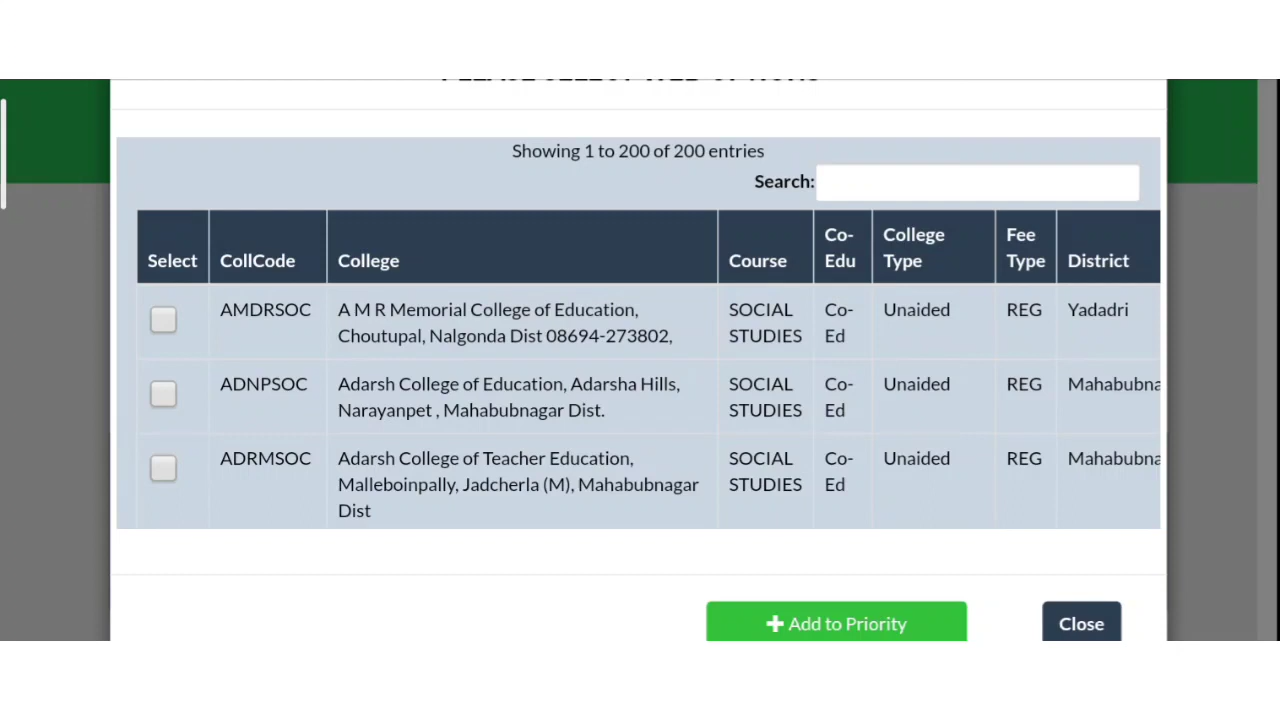 Showing 1 to 200 of 200 entries
Search:
Select CollCode College Course Co-Edu College Type Fee Type District
AMDRSOC A M R Memorial College of Education, SOCIAL Co- Unaided REG Yadadri
Choutupal, Nalgonda Dist 08694-273802, STUDIES Ed
ADNPSOC Adarsh College of Education, Adarsha Hills, SOCIAL Co- Unaided REG Mahabubna
Narayanpet , Mahabubnagar Dist. STUDIES Ed
ADRMSOC Adarsh College of Teacher Education, SOCIAL Co- Unaided REG Mahabubna
Malleboinpally, Jadcherla (M), Mahabubnagar STUDIES Ed
Dist
Add to Priority Close